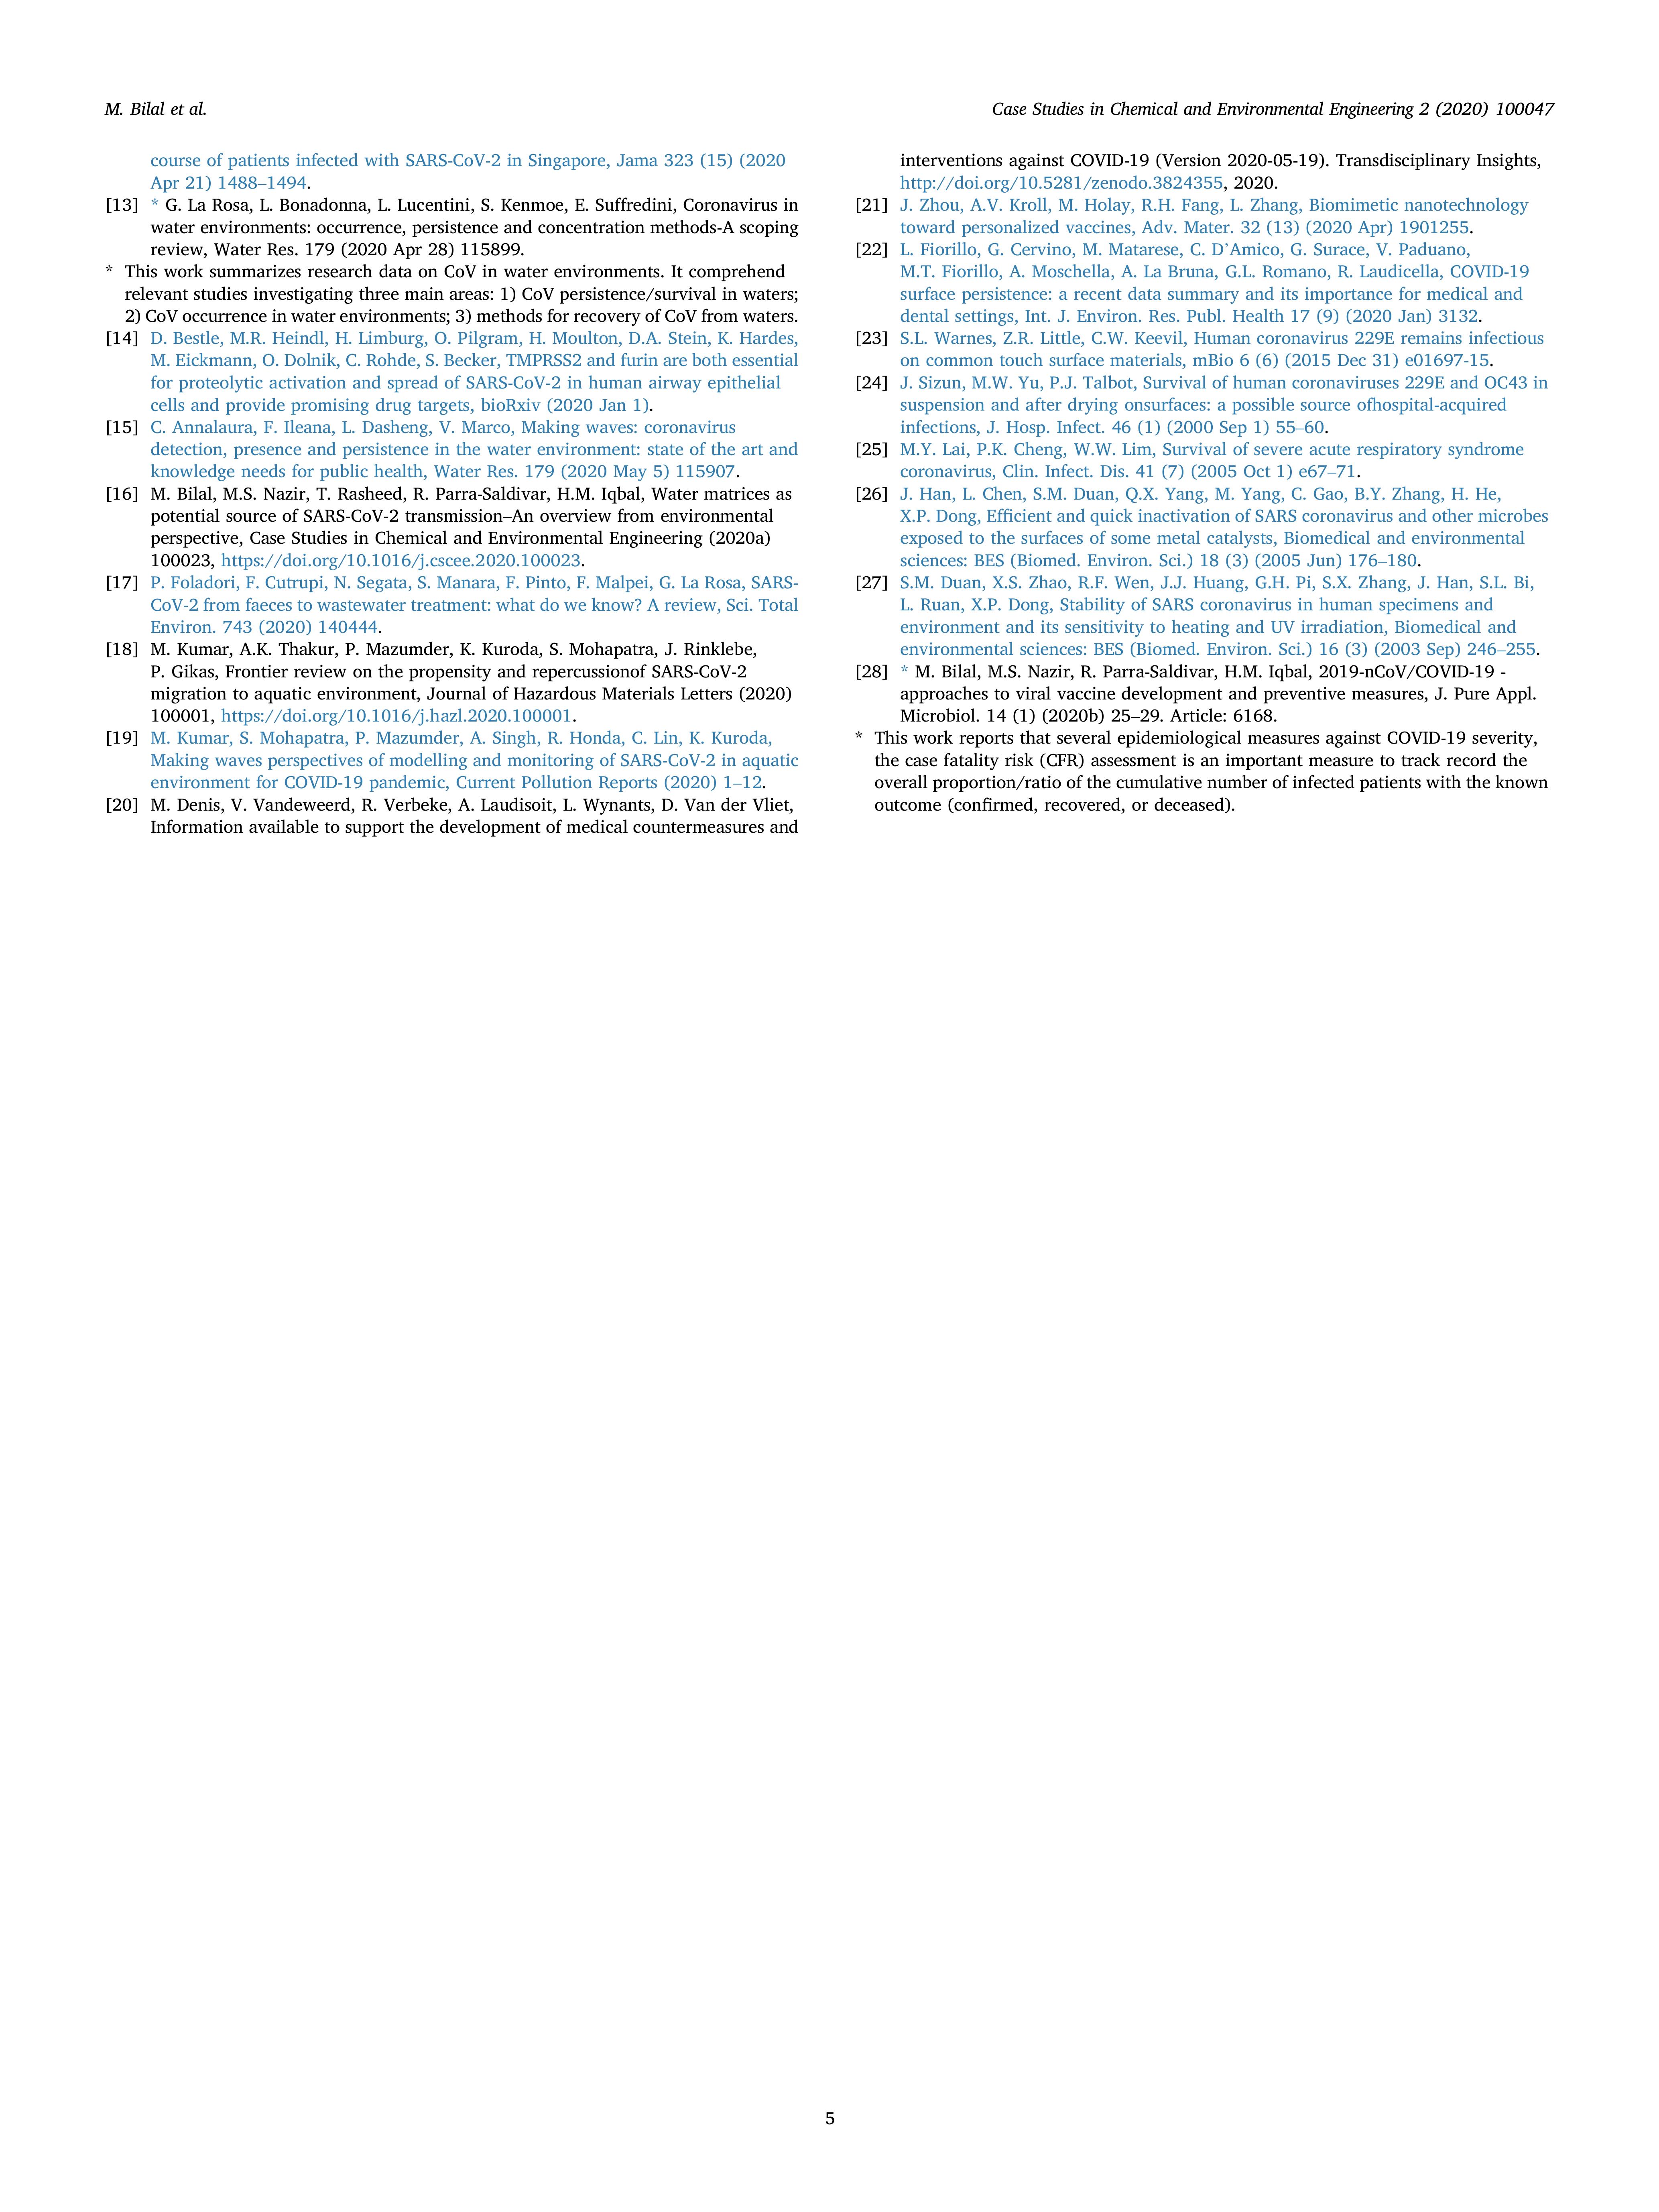 M. Bilal et al.
Case Studies in Chemical and Environmental Engineering 2 (2020) 100047
course of patients infected with SARS-CoV-2 in Singapore, Jama 323 (15) (2020
Apr 21) 1488–1494.
[13] * G. La Rosa, L. Bonadonna, L. Lucentini, S. Kenmoe, E. Suffredini, Coronavirus in
water environments: occurrence, persistence and concentration methods-A scoping
review, Water Res. 179 (2020 Apr 28) 115899.
* This work summarizes research data on CoV in water environments. It comprehend
relevant studies investigating three main areas: 1) CoV persistence/survival in waters;
2) CoV occurrence in water environments; 3) methods for recovery of CoV from waters.
[14] D. Bestle, M.R. Heindl, H. Limburg, O. Pilgram, H. Moulton, D.A. Stein, K. Hardes,
M. Eickmann, O. Dolnik, C. Rohde, S. Becker, TMPRSS2 and furin are both essential
for proteolytic activation and spread of SARS-CoV-2 in human airway epithelial
cells and provide promising drug targets, bioRxiv (2020 Jan 1).
[15] C. Annalaura, F. Ileana, L. Dasheng, V. Marco, Making waves: coronavirus
detection, presence and persistence in the water environment: state of the art and
knowledge needs for public health, Water Res. 179 (2020 May 5) 115907.
[16] M. Bilal, M.S. Nazir, T. Rasheed, R. Parra-Saldivar, H.M. Iqbal, Water matrices as
potential source of SARS-CoV-2 transmission–An overview from environmental
perspective, Case Studies in Chemical and Environmental Engineering (2020a)
100023, https://doi.org/10.1016/j.cscee.2020.100023.
[17] P. Foladori, F. Cutrupi, N. Segata, S. Manara, F. Pinto, F. Malpei, G. La Rosa, SARS-
CoV-2 from faeces to wastewater treatment: what do we know? A review, Sci. Total
Environ. 743 (2020) 140444.
[18] M. Kumar, A.K. Thakur, P. Mazumder, K. Kuroda, S. Mohapatra, J. Rinklebe,
P. Gikas, Frontier review on the propensity and repercussionof SARS-CoV-2
migration to aquatic environment, Journal of Hazardous Materials Letters (2020)
100001, https://doi.org/10.1016/j.hazl.2020.100001.
[19] M. Kumar, S. Mohapatra, P. Mazumder, A. Singh, R. Honda, C. Lin, K. Kuroda,
Making waves perspectives of modelling and monitoring of SARS-CoV-2 in aquatic
environment for COVID-19 pandemic, Current Pollution Reports (2020) 1–12.
[20] M. Denis, V. Vandeweerd, R. Verbeke, A. Laudisoit, L. Wynants, D. Van der Vliet,
Information available to support the development of medical countermeasures and
interventions against COVID-19 (Version 2020-05-19). Transdisciplinary Insights,
http://doi.org/10.5281/zenodo.3824355, 2020.
[21] J. Zhou, A.V. Kroll, M. Holay, R.H. Fang, L. Zhang, Biomimetic nanotechnology
toward personalized vaccines, Adv. Mater. 32 (13) (2020 Apr) 1901255.
[22] L. Fiorillo, G. Cervino, M. Matarese, C. D’Amico, G. Surace, V. Paduano,
M.T. Fiorillo, A. Moschella, A. La Bruna, G.L. Romano, R. Laudicella, COVID-19
surface persistence: a recent data summary and its importance for medical and
dental settings, Int. J. Environ. Res. Publ. Health 17 (9) (2020 Jan) 3132.
[23] S.L. Warnes, Z.R. Little, C.W. Keevil, Human coronavirus 229E remains infectious
on common touch surface materials, mBio 6 (6) (2015 Dec 31) e01697-15.
[24] J. Sizun, M.W. Yu, P.J. Talbot, Survival of human coronaviruses 229E and OC43 in
suspension and after drying onsurfaces: a possible source ofhospital-acquired
infections, J. Hosp. Infect. 46 (1) (2000 Sep 1) 55–60.
[25] M.Y. Lai, P.K. Cheng, W.W. Lim, Survival of severe acute respiratory syndrome
coronavirus, Clin. Infect. Dis. 41 (7) (2005 Oct 1) e67–71.
[26] J. Han, L. Chen, S.M. Duan, Q.X. Yang, M. Yang, C. Gao, B.Y. Zhang, H. He,
X.P. Dong, Efficient and quick inactivation of SARS coronavirus and other microbes
exposed to the surfaces of some metal catalysts, Biomedical and environmental
sciences: BES (Biomed. Environ. Sci.) 18 (3) (2005 Jun) 176–180.
[27] S.M. Duan, X.S. Zhao, R.F. Wen, J.J. Huang, G.H. Pi, S.X. Zhang, J. Han, S.L. Bi,
L. Ruan, X.P. Dong, Stability of SARS coronavirus in human specimens and
environment and its sensitivity to heating and UV irradiation, Biomedical and
environmental sciences: BES (Biomed. Environ. Sci.) 16 (3) (2003 Sep) 246–255.
[28] * M. Bilal, M.S. Nazir, R. Parra-Saldivar, H.M. Iqbal, 2019-nCoV/COVID-19 -
approaches to viral vaccine development and preventive measures, J. Pure Appl.
Microbiol. 14 (1) (2020b) 25–29. Article: 6168.
* This work reports that several epidemiological measures against COVID-19 severity,
the case fatality risk (CFR) assessment is an important measure to track record the
overall proportion/ratio of the cumulative number of infected patients with the known
outcome (confirmed, recovered, or deceased).
5